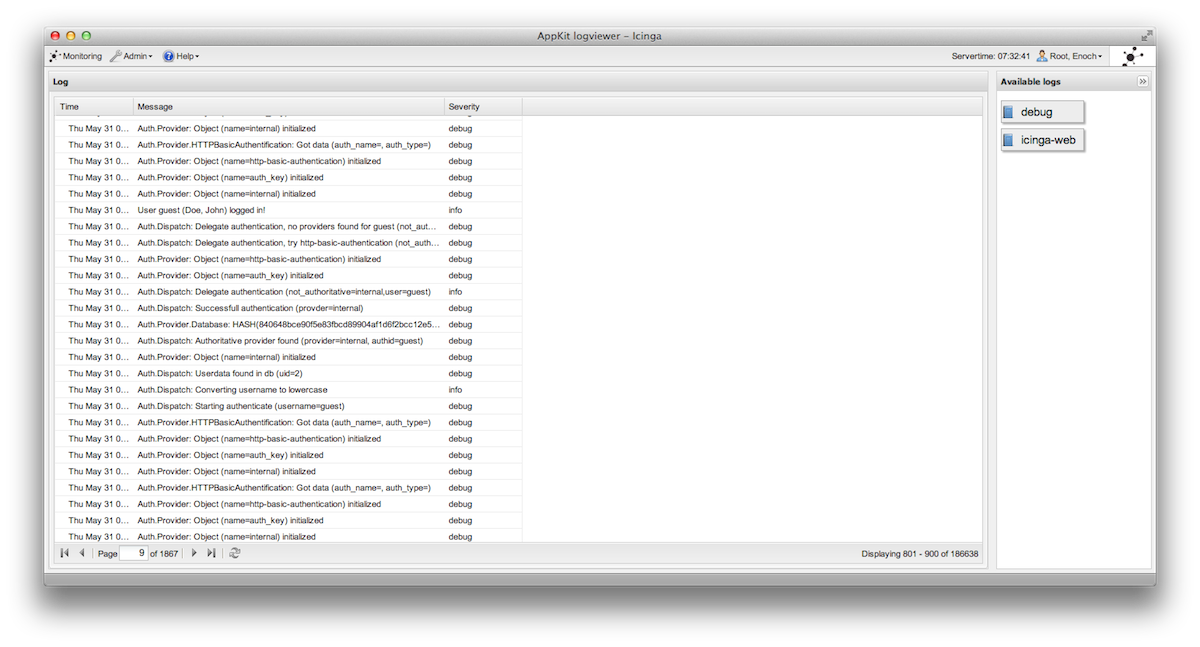 AppKit logviewer – Icinga
Monitoring Admin Help Servertime: 07:32:41 Root, Enoch
Log
Time Message Severity
Thu May 31 0... Auth.Provider: Object (name=internal) initialized debug
Thu May 31 0... Auth.Provider.HTTPBasicAuthentification: Got data (auth_name=, auth_type=) debug
Thu May 31 0... Auth.Provider: Object (name=http-basic-authentication) initialized debug
Thu May 31 0... Auth.Provider: Object (name=auth_key) initialized debug
Thu May 31 0... Auth.Provider: Object (name=internal) initialized debug
Thu May 31 0... User guest (Doe, John) logged in! info
Thu May 31 0... Auth.Dispatch: Delegate authentication, no providers found for guest (not_aut... debug
Thu May 31 0... Auth.Dispatch: Delegate authentication, try http-basic-authentication (not_auth... debug
Thu May 31 0... Auth.Provider: Object (name=http-basic-authentication) initialized debug
Thu May 31 0... Auth.Provider: Object (name=auth_key) initialized debug
Thu May 31 0... Auth.Dispatch: Delegate authentication (not_authoritative=internal,user=guest) info
Thu May 31 0... Auth.Dispatch: Successfull authentication (provder=internal) debug
Thu May 31 0... Auth.Provider.Database: HASH(840648bce90f5e83fbcd89904af1d6f2bcc12e5... debug
Thu May 31 0... Auth.Dispatch: Authoritative provider found (provider=internal, authid=guest) debug
Thu May 31 0... Auth.Provider: Object (name=internal) initialized debug
Thu May 31 0... Auth.Dispatch: Userdata found in db (uid=2) debug
Thu May 31 0... Auth.Dispatch: Converting username to lowercase info
Thu May 31 0... Auth.Dispatch: Starting authenticate (username=guest) debug
Thu May 31 0... Auth.Provider.HTTPBasicAuthentification: Got data (auth_name=, auth_type=) debug
Thu May 31 0... Auth.Provider: Object (name=http-basic-authentication) initialized debug
Thu May 31 0... Auth.Provider: Object (name=auth_key) initialized debug
Thu May 31 0... Auth.Provider: Object (name=internal) initialized debug
Thu May 31 0... Auth.Provider.HTTPBasicAuthentification: Got data (auth_name=, auth_type=) debug
Thu May 31 0... Auth.Provider: Object (name=http-basic-authentication) initialized debug
Thu May 31 0... Auth.Provider: Object (name=auth_key) initialized debug
Thu May 31 0... Auth.Provider: Object (name=internal) initialized debug
Page 9 of 1867 Displaying 801 - 900 of 186638
Available logs
debug
icinga-web